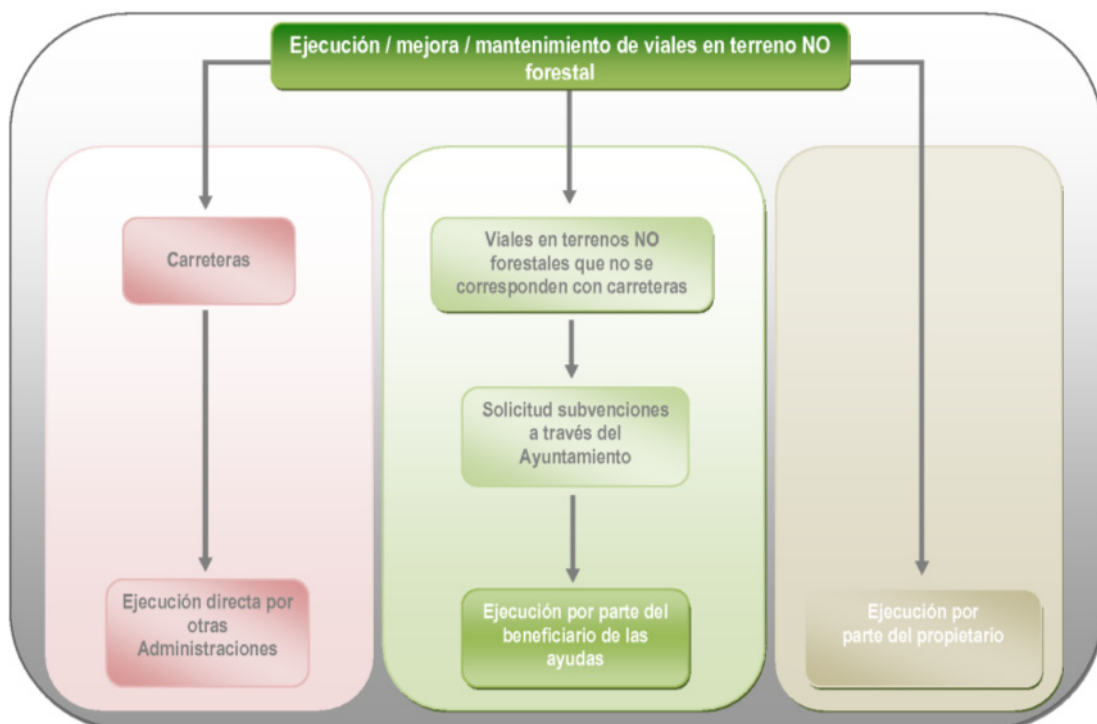 Ejecución / mejora / mantenimiento de viales en terreno NO
forestal
Carreteras
Viales en terrenos NO
forestales que no se
corresponden con carreteras
Solicitud subvenciones
a través del
Ayuntamiento
Ejecución directa por
otras
Administraciones
Ejecución por parte del
beneficiario de las
ayudas
Ejecución por
parte del propietario